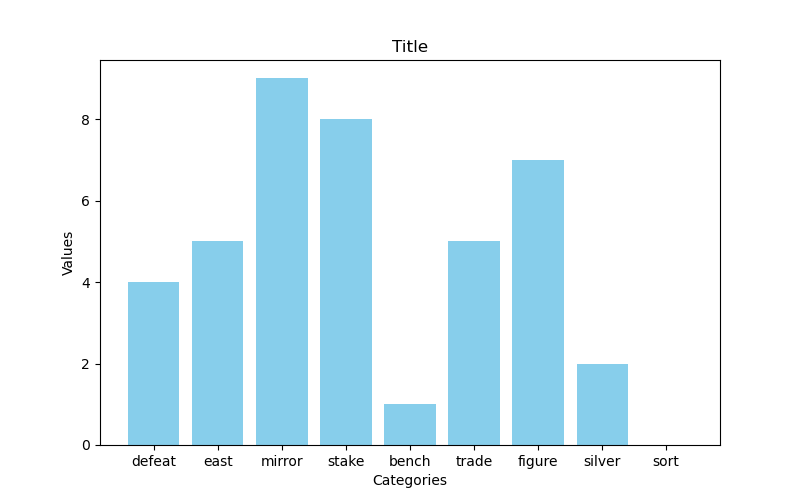 Title
Values
8
6
4
2
0
defeat east mirror stake bench trade figure silver sort
Categories